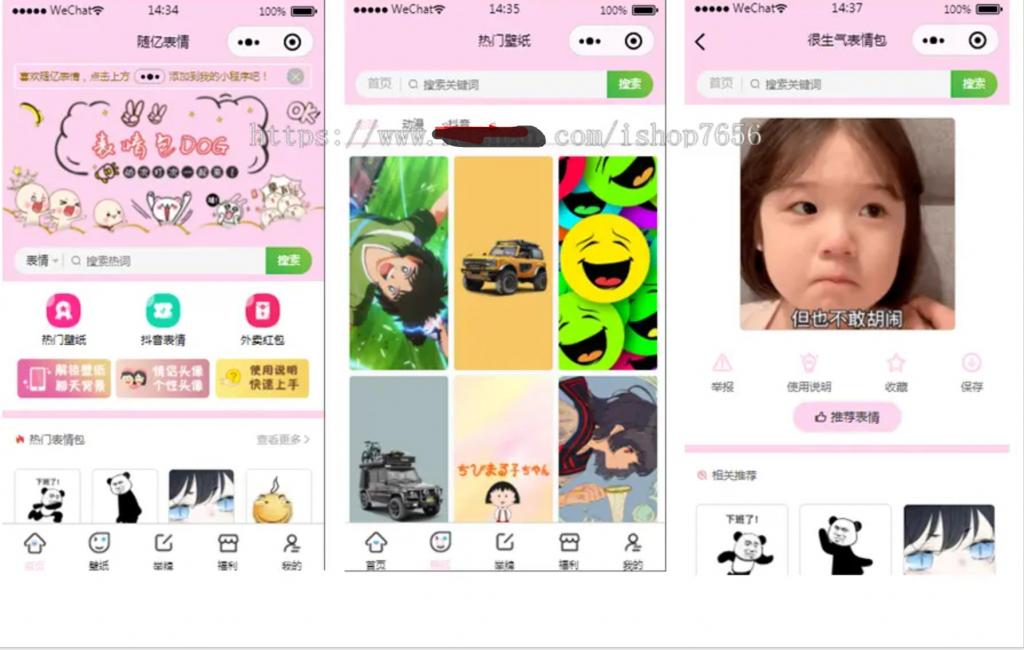 WeChat
14:34
100%
随亿表情
喜欢随亿表情，点击上方
添加到我的小程序吧！
OK
表情包DOG
表情
搜索热词
搜索
热门壁纸
抖音表情
外卖红包
解锁壁纸
聊天背景
情侣头像
个性头像
使用说明
快速上手
热门表情包
查看更多
下班了！
首页
壁纸
举牌
福利
我的
WeChat
14:35
100%
热门壁纸
首页
搜索关键词
搜索
动漫
抖音
ちびまる子ちゃん
首页
壁纸
举牌
福利
我的
WeChat
14:37
100%
很生气表情包
首页
搜索关键词
搜索
但也不敢胡闹
举报
使用说明
收藏
保存
推荐表情
相关推荐
下班了！
https://www.
com/ishop7656